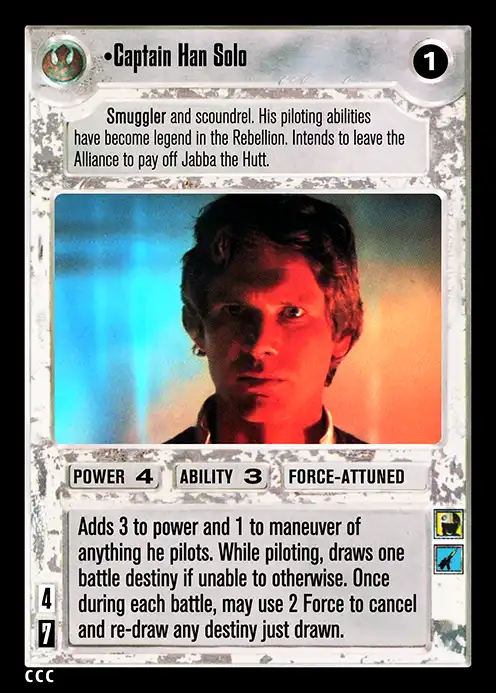 •Captain Han Solo
1
Smuggler and scoundrel. His piloting abilities
have become legend in the Rebellion. Intends to leave the
Alliance to pay off Jabba the Hutt.
POWER 4 ABILITY 3 FORCE-ATTUNED
Adds 3 to power and 1 to maneuver of
anything he pilots. While piloting, draws one
battle destiny if unable to otherwise. Once
during each battle, may use 2 Force to cancel
and re-draw any destiny just drawn.
4
7
CCC